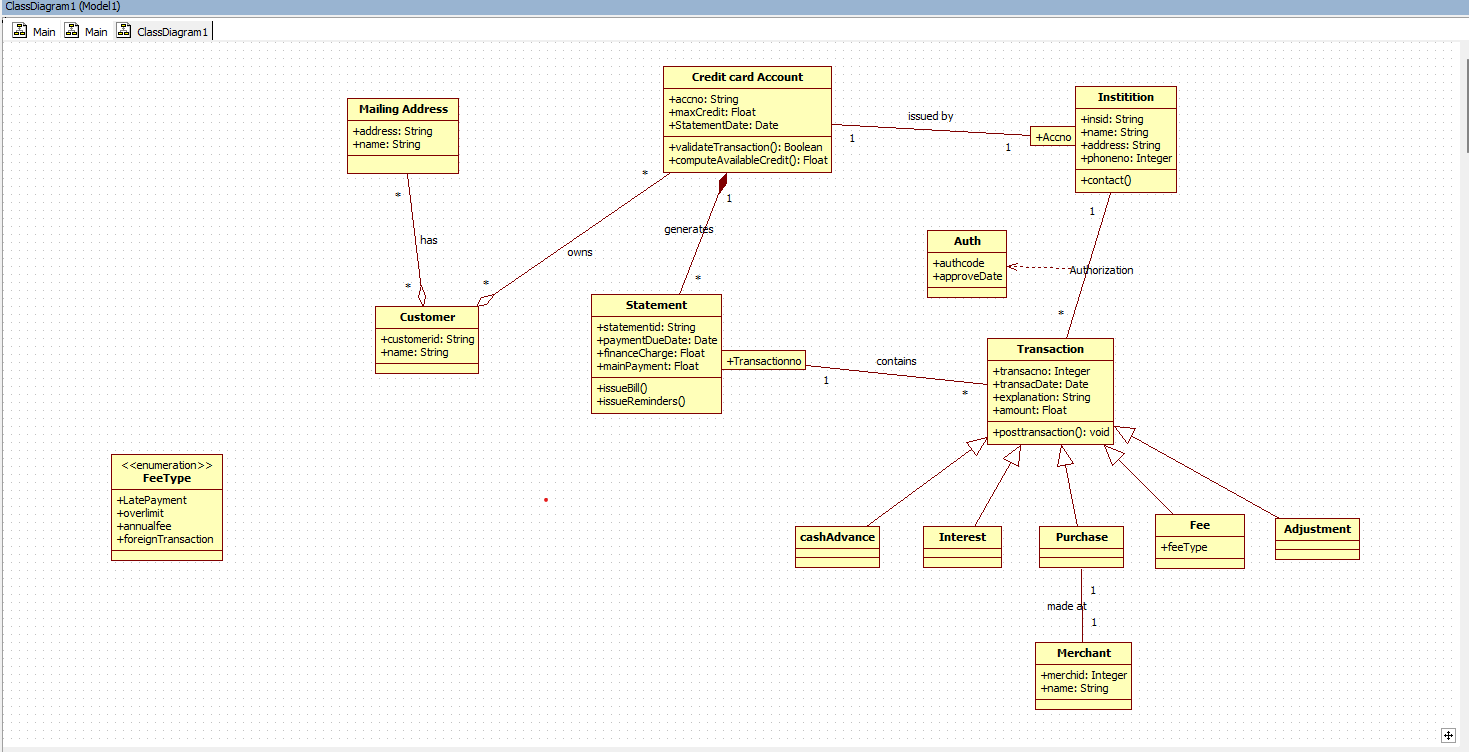 ClassDiagram1 (Model1)
Main
Main
ClassDiagram1
Mailing Address
+address: String
+name: String
Credit card Account
+accno: String
+maxCredit: Float
+StatementDate: Date
+validateTransaction(): Boolean
+computeAvailableCredit(): Float
issued by
1
1
+Accno
Institition
+insid: String
+name: String
+address: String
+phoneno: Integer
+contact()
*
has
*
*
owns
*
1
generates
*
1
Authorization
*
Auth
+authcode
+approveDate
Customer
+customerid: String
+name: String
Statement
+statementid: String
+paymentDueDate: Date
+financeCharge: Float
+mainPayment: Float
+issueBill()
+issueReminders()
+Transactionno
contains
1
*
Transaction
+transacno: Integer
+transacDate: Date
+explanation: String
+amount: Float
+posttransaction(): void
<<enumeration>>
FeeType
+LatePayment
+overlimit
+annualfee
+foreignTransaction
cashAdvance
Interest
Purchase
Fee
+feeType
Adjustment
1
made at
1
Merchant
+merchid: Integer
+name: String